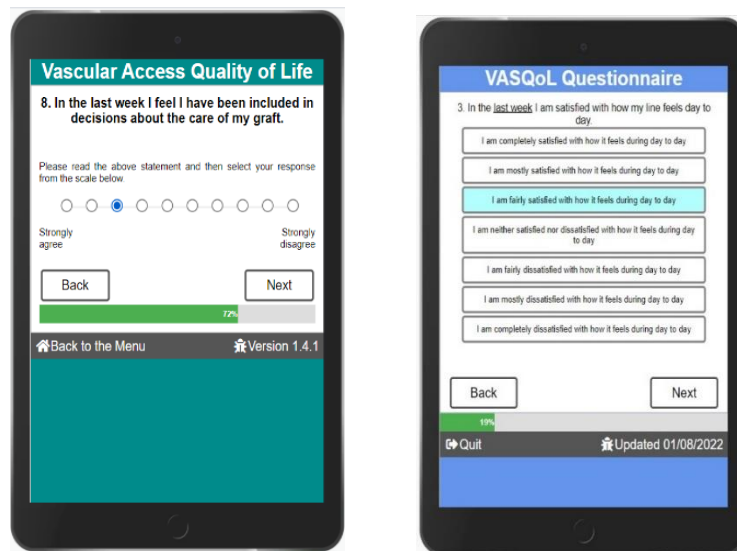 Vascular Access Quality of Life
8. In the last week I feel I have been included in
decisions about the care of my graft.
Please read the above statement and then select your response
from the scale below.
Strongly
agree
Strongly
disagree
Back
Next
72%
Back to the Menu
Version 1.4.1
VASQoL Questionnaire
3. In the last week I am satisfied with how my line feels day to
day.
I am completely satisfied with how it feels during day to day
I am mostly satisfied with how it feels during day to day
I am fairly satisfied with how it feels during day to day
I am neither satisfied nor dissatisfied with how it feels during day
to day
I am fairly dissatisfied with how it feels during day to day
I am mostly dissatisfied with how it feels during day to day
I am completely dissatisfied with how it feels during day to day
Back
Next
19%
Quit
Updated 01/08/2022